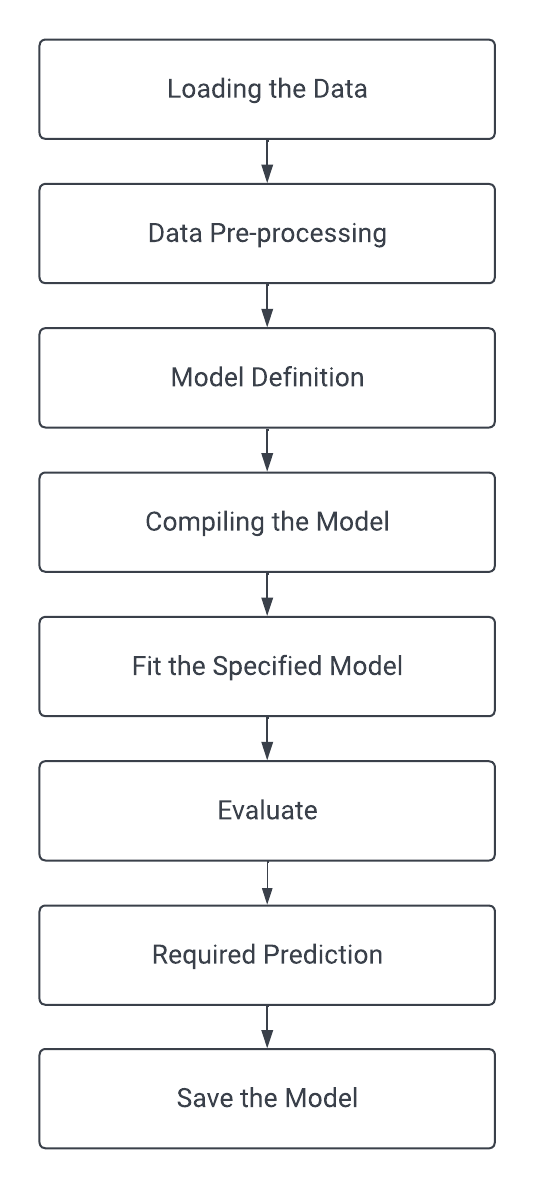 Loading the Data
Data Pre-processing
Model Definition
Compiling the Model
Fit the Specified Model
Evaluate
Required Prediction
Save the Model